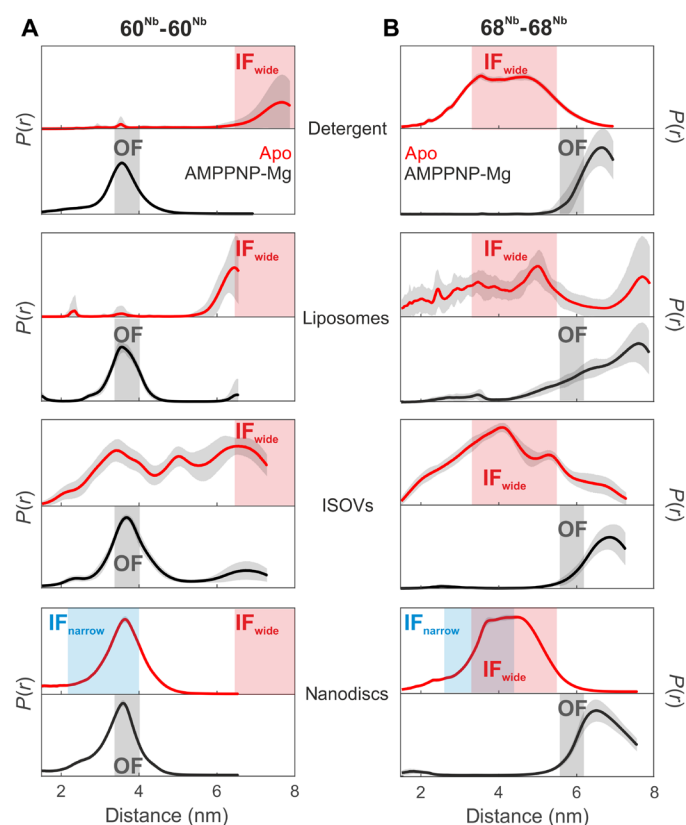 A
60Nb-60Nb
B
68Nb-68Nb
P(r)
IFwide
OF
Apo
AMPPNP-Mg
Detergent
IFwide
OF
Apo
AMPPNP-Mg
P(r)
P(r)
IFwide
OF
Liposomes
IFwide
OF
P(r)
P(r)
IFwide
OF
ISOVs
IFwide
OF
P(r)
P(r)
IFnarrow
IFwide
OF
Nanodiscs
IFnarrow
IFwide
OF
P(r)
2 4 6 8
Distance (nm)
2 4 6 8
Distance (nm)